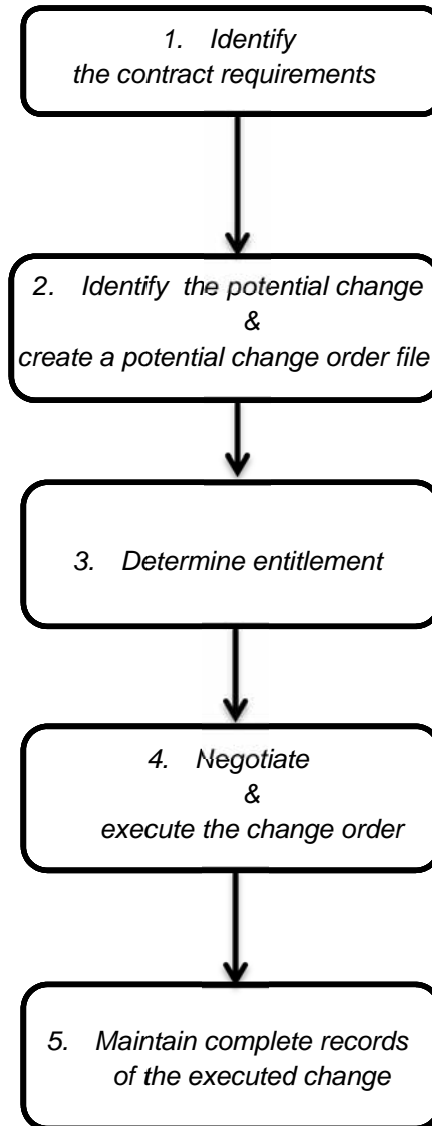 1. Identify
the contract requirements
2. Identify the potential change
&
create a potential change order file
3. Determine entitlement
4. Negotiate
&
execute the change order
5. Maintain complete records
of the executed change